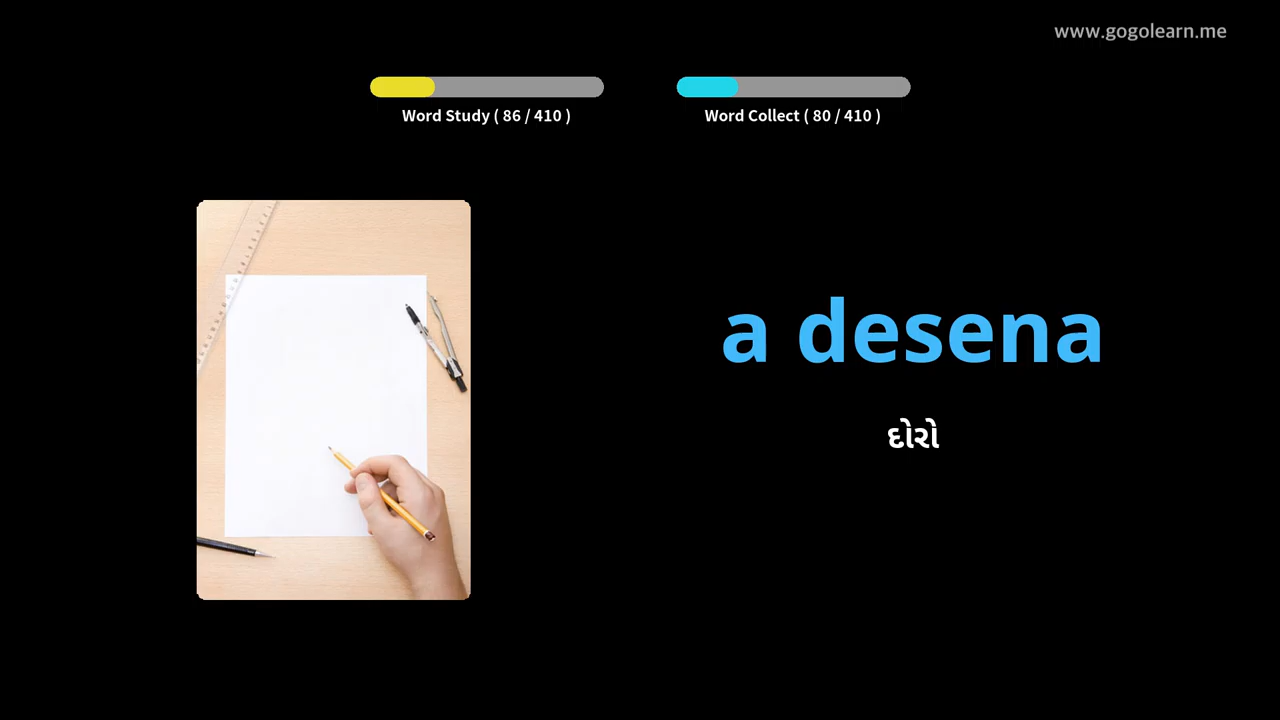 www.gogolearn.me
Word Study ( 86 / 410 )
Word Collect ( 80 / 410 )
a desena
દોરો